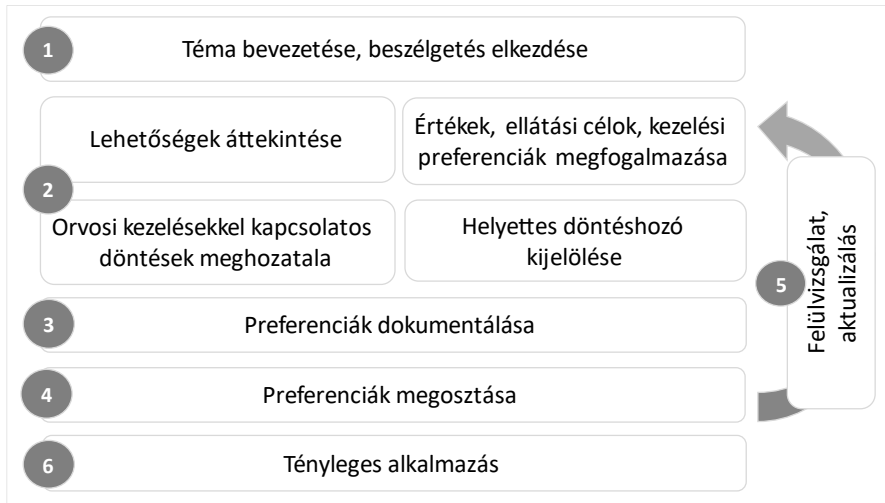 1
Téma bevezetése, beszélgetés elkezdése
2
Lehetőségek áttekintése
Értékek, ellátási célok, kezelési
preferenciák megfogalmazása
Orvosi kezelésekkel kapcsolatos
döntések meghozatala
Helyettes döntéshozó
kijelölése
3
Preferenciák dokumentálása
4
Preferenciák megosztása
5
Felülvizsgálat,
aktualizálás
6
Tényleges alkalmazás